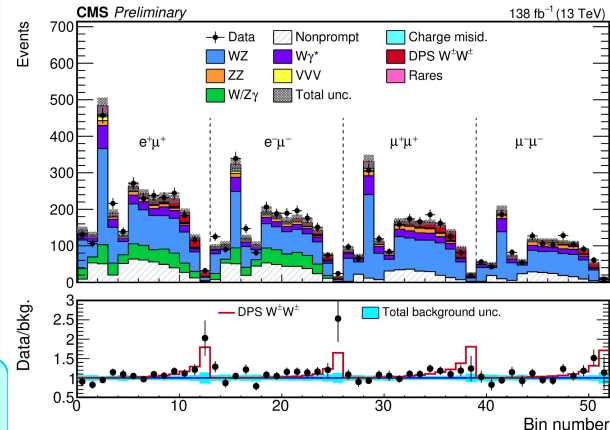 CMS Preliminary 138 fb⁻¹ (13 TeV)
Events
700
600
500
400
300
200
100
0
Data Nonprompt Charge misid.
WZ Wγ* DPS W±W±
ZZ VVV Rares
W/Zγ Total unc.
e⁺μ⁺ e⁻μ⁻ μ⁺μ⁺ μ⁻μ⁻
Data/bkg.
3
2.5
2
1.5
1
0.5
DPS W±W± Total background unc.
0 10 20 30 40 50
Bin number